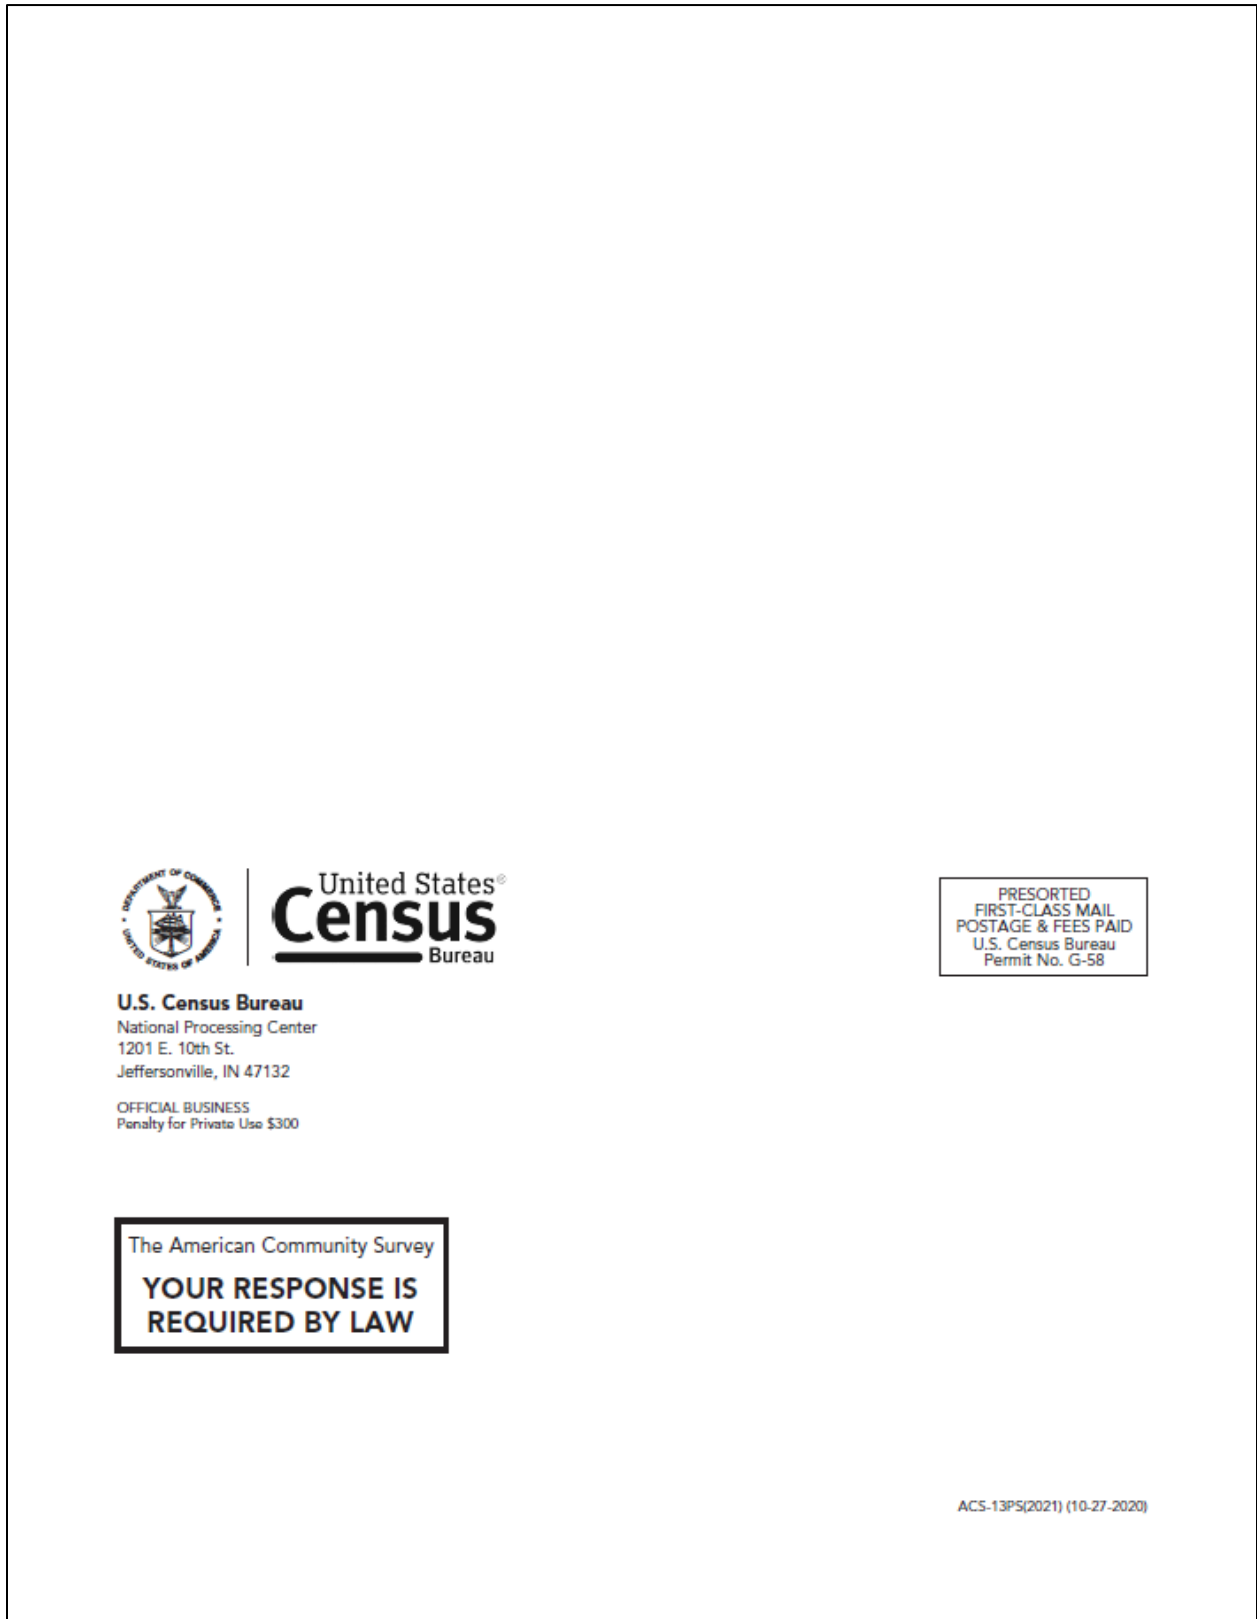 DEPARTMENT OF COMMERCE
UNITED STATES OF AMERICA
United States®
Census
Bureau
PRESORTED
FIRST-CLASS MAIL
POSTAGE & FEES PAID
U.S. Census Bureau
Permit No. G-58
U.S. Census Bureau
National Processing Center
1201 E. 10th St.
Jeffersonville, IN 47132
OFFICIAL BUSINESS
Penalty for Private Use $300
The American Community Survey
YOUR RESPONSE IS
REQUIRED BY LAW
ACS-13PS(2021) (10-27-2020)